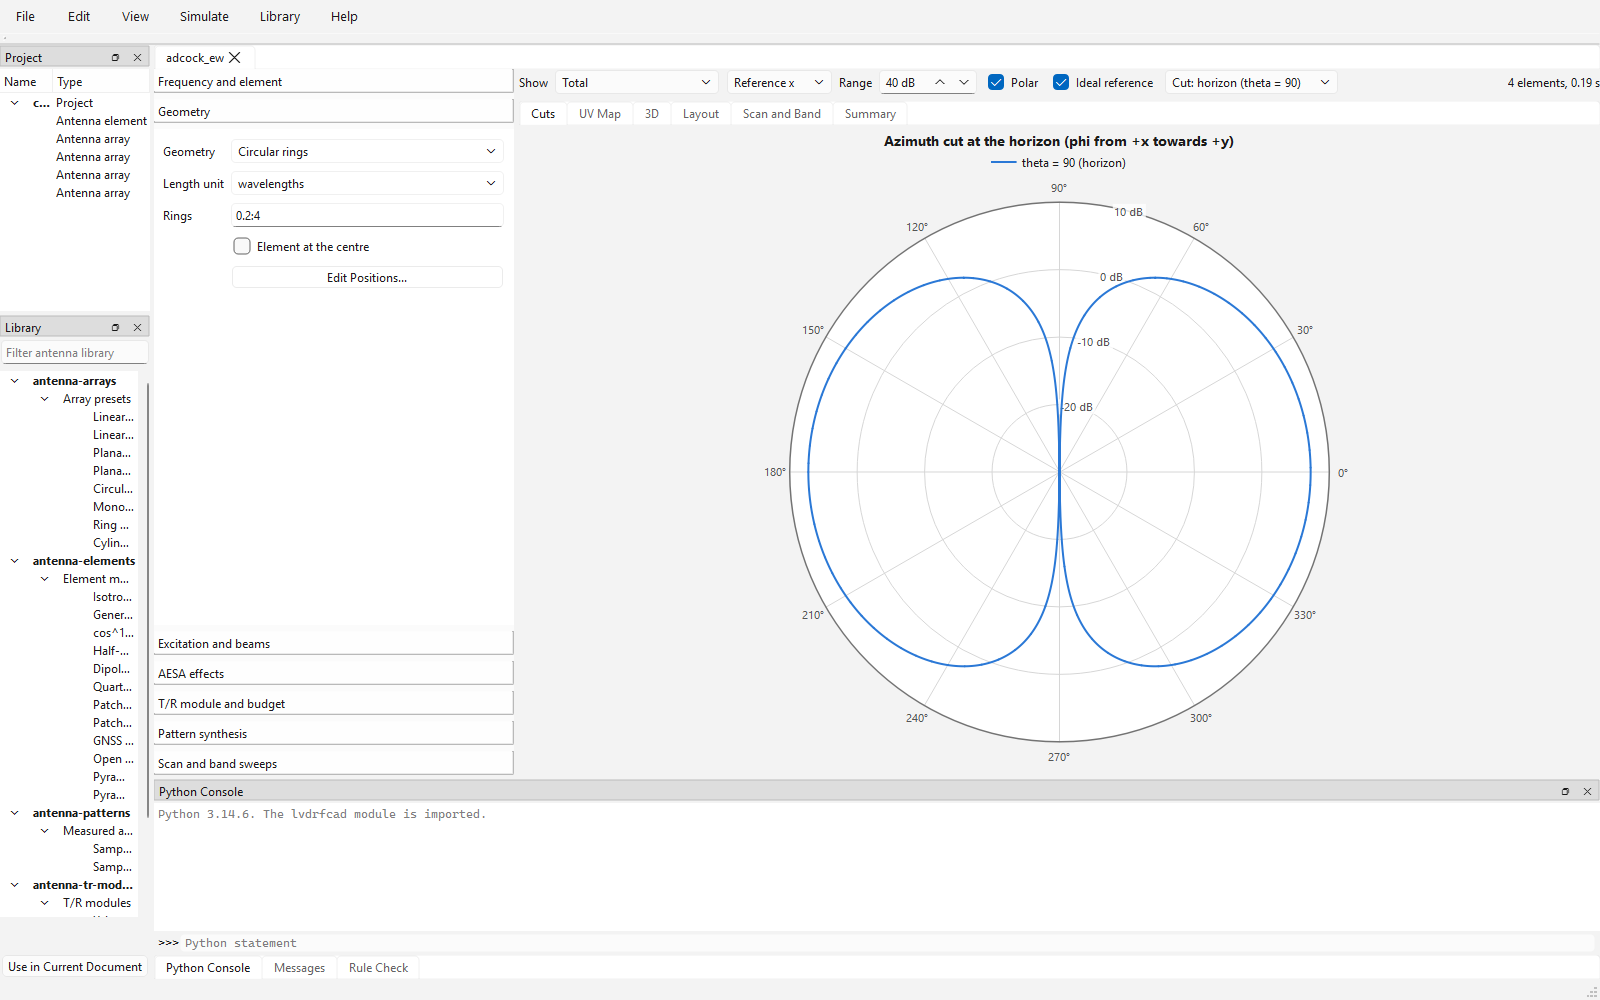 File Edit View Simulate Library Help
Project
Name Type
c... Project
Antenna element
Antenna array
Antenna array
Antenna array
Antenna array
Library
Filter antenna library
antenna-arrays
Array presets
Linear...
Linear...
Plana...
Plana...
Circul...
Mono...
Ring ...
Cylin...
antenna-elements
Element m...
Isotro...
Gener...
cos^1...
Half-...
Dipol...
Quart...
Patch...
Patch...
GNSS ...
Open ...
Pyra...
Pyra...
antenna-patterns
Measured a...
Samp...
Samp...
antenna-tr-mod...
T/R modules
Use in Current Document
adcock_ew
Frequency and element
Geometry
Geometry Circular rings
Length unit wavelengths
Rings 0.2:4
Element at the centre
Edit Positions...
Excitation and beams
AESA effects
T/R module and budget
Pattern synthesis
Scan and band sweeps
Show Total Reference x Range 40 dB Polar Ideal reference Cut: horizon (theta = 90) 4 elements, 0.19 s
Cuts UV Map 3D Layout Scan and Band Summary
Azimuth cut at the horizon (phi from +x towards +y)
theta = 90 (horizon)
90°
10 dB
120° 60°
0 dB
150° 30°
-10 dB
-20 dB
180° 0°
210° 330°
240° 300°
270°
Python Console
Python 3.14.6. The lvdrfcad module is imported.
>>> Python statement
Python Console Messages Rule Check